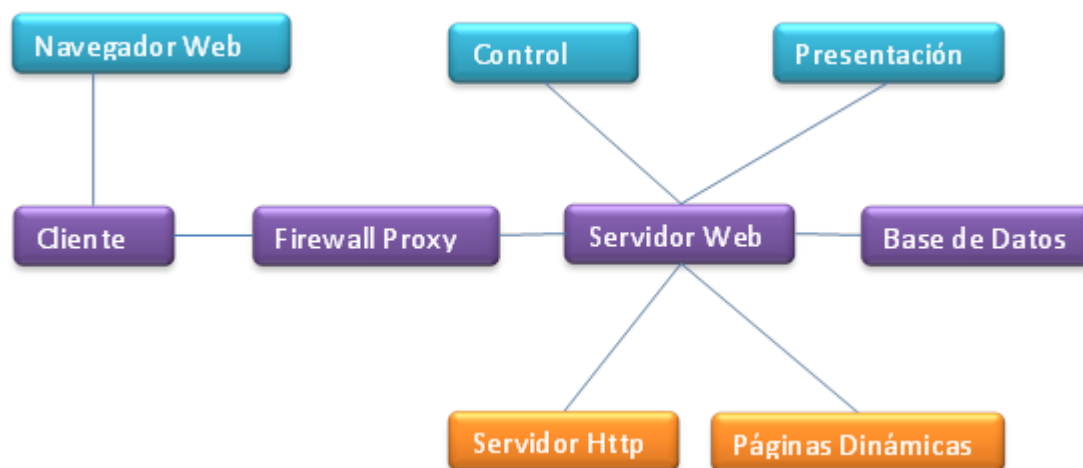 Navegador Web
Control
Presentación
Cliente
Firewall Proxy
Servidor Web
Base de Datos
Servidor Http
Páginas Dinámicas